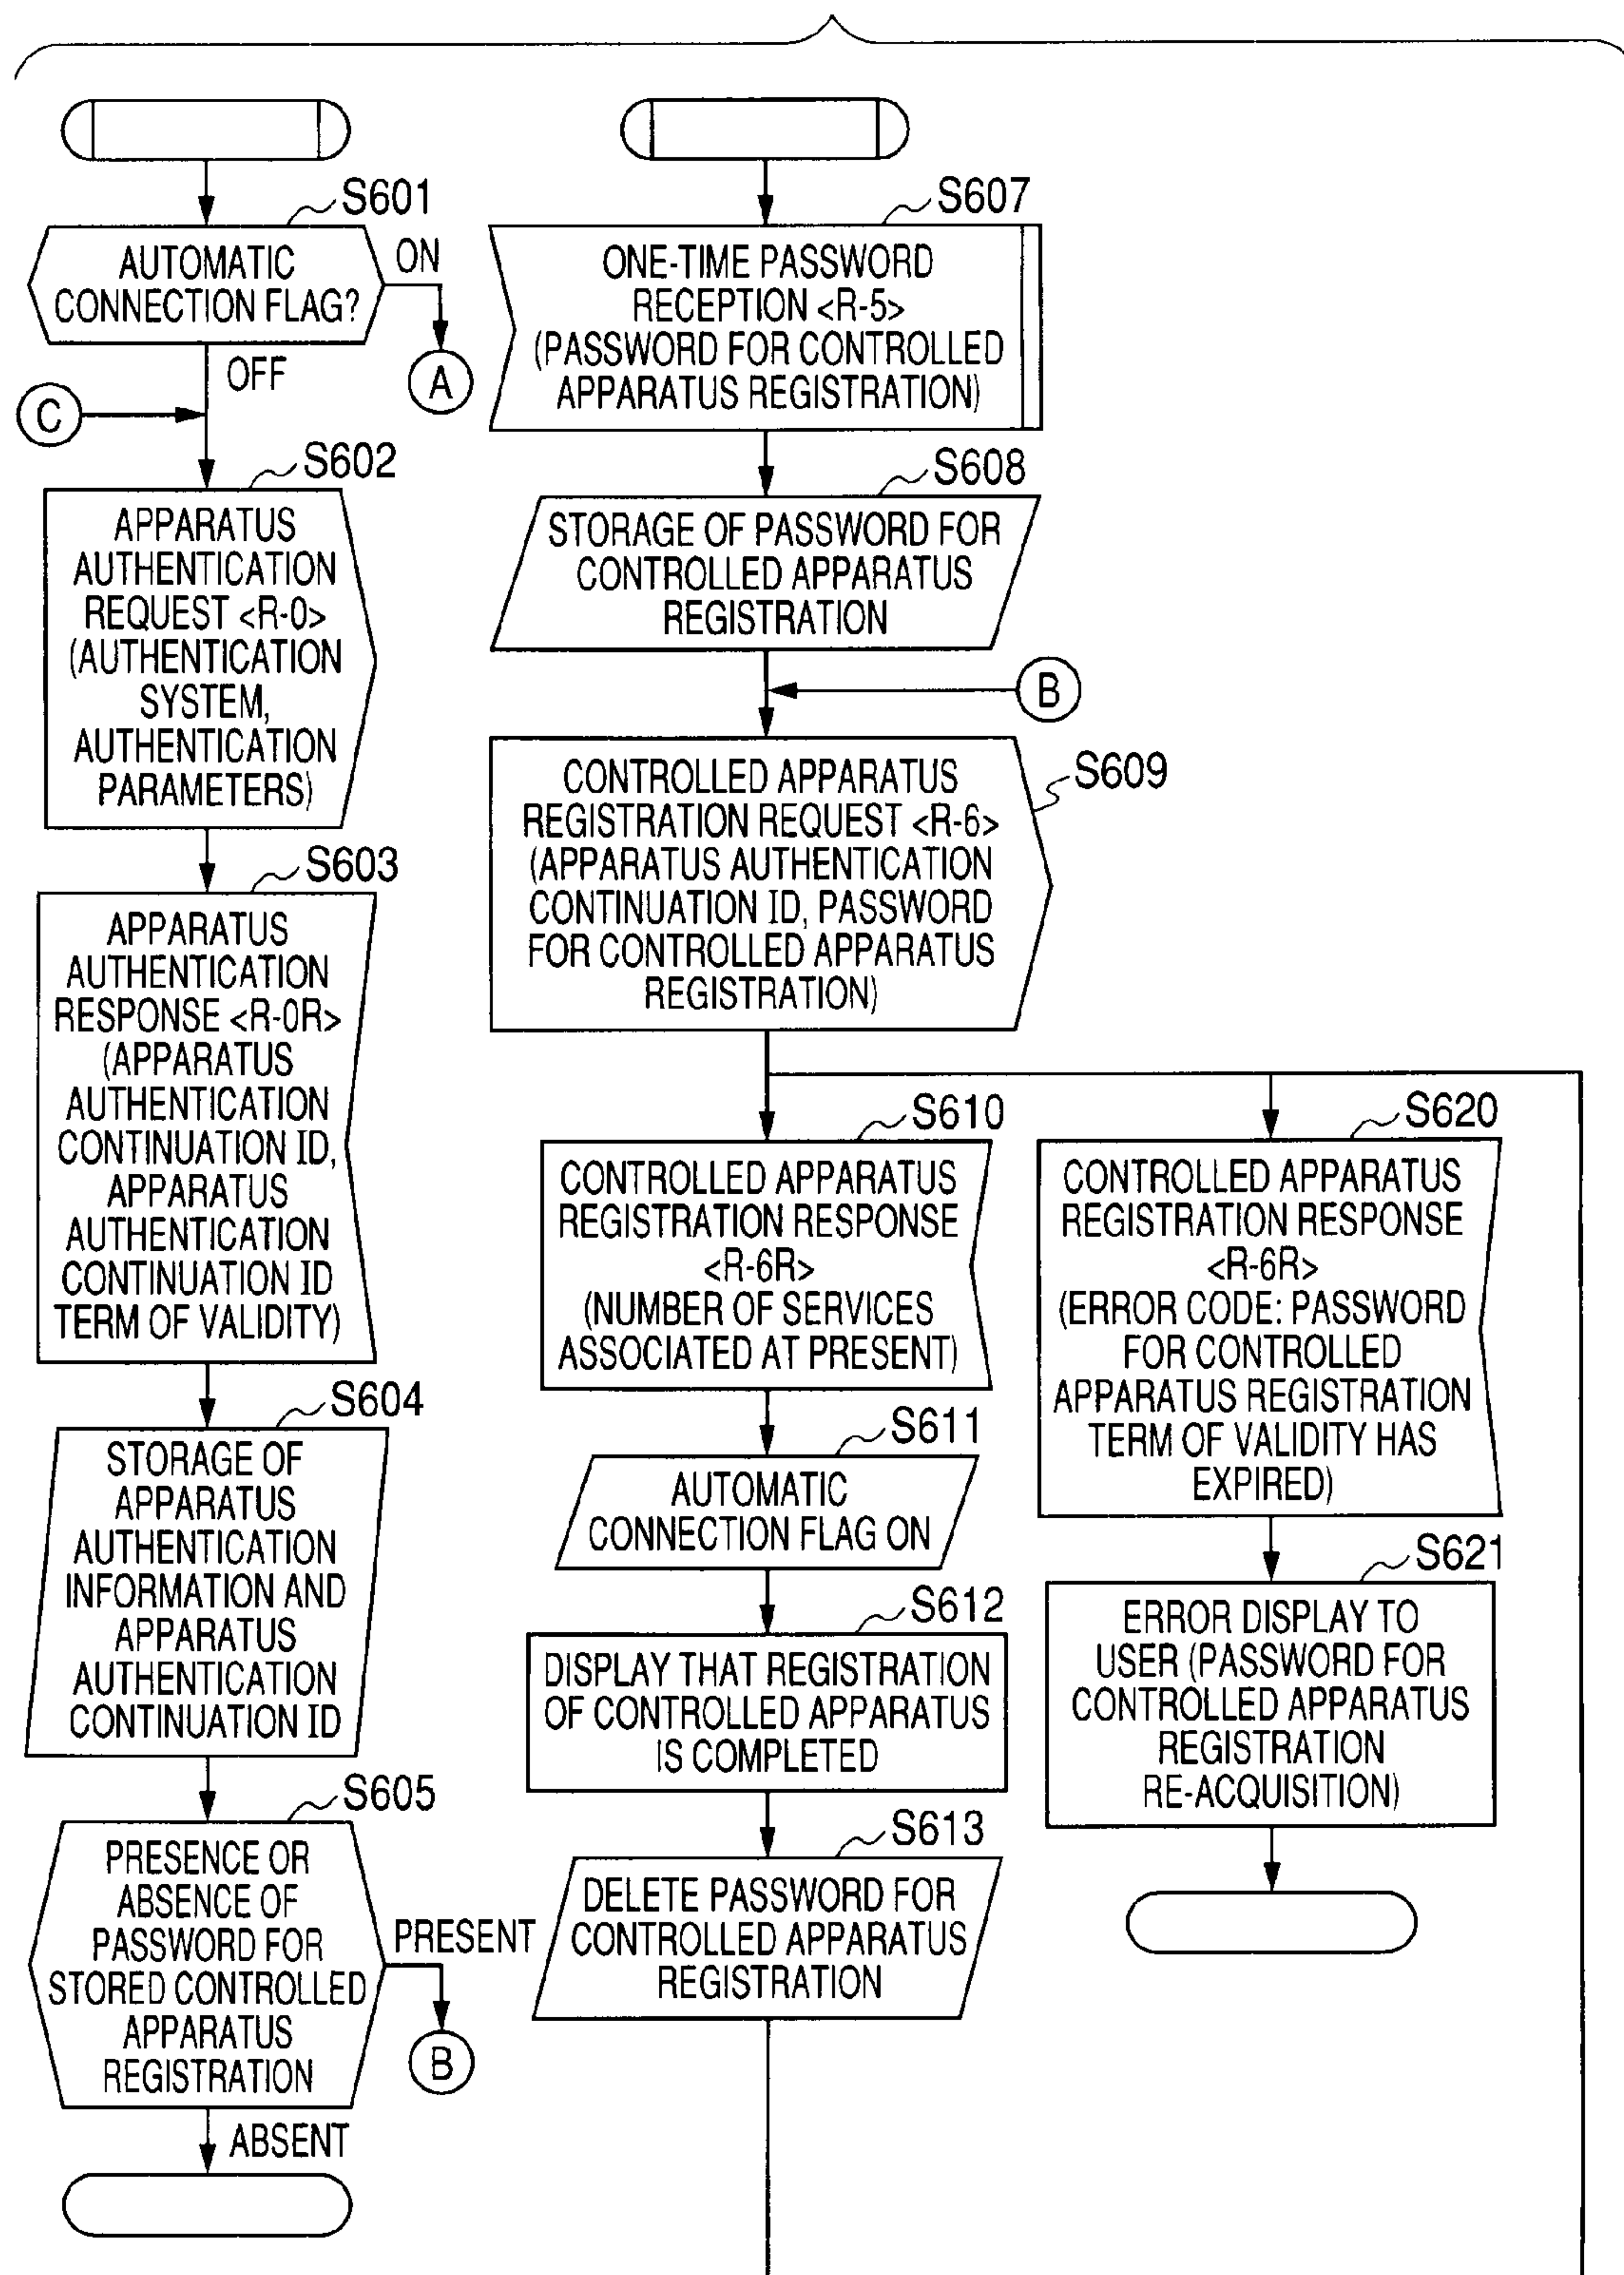 S601
AUTOMATIC
CONNECTION FLAG?
ON
A
OFF
C
S602
APPARATUS
AUTHENTICATION
REQUEST <R-0>
(AUTHENTICATION
SYSTEM,
AUTHENTICATION
PARAMETERS)
S603
APPARATUS
AUTHENTICATION
RESPONSE <R-0R>
(APPARATUS
AUTHENTICATION
CONTINUATION ID,
APPARATUS
AUTHENTICATION
CONTINUATION ID
TERM OF VALIDITY)
S604
STORAGE OF
APPARATUS
AUTHENTICATION
INFORMATION AND
APPARATUS
AUTHENTICATION
CONTINUATION ID
S605
PRESENCE OR
ABSENCE OF
PASSWORD FOR
STORED CONTROLLED
APPARATUS
REGISTRATION
PRESENT
B
ABSENT
S607
ONE-TIME PASSWORD
RECEPTION <R-5>
(PASSWORD FOR CONTROLLED
APPARATUS REGISTRATION)
S608
STORAGE OF PASSWORD FOR
CONTROLLED APPARATUS
REGISTRATION
B
S609
CONTROLLED APPARATUS
REGISTRATION REQUEST <R-6>
(APPARATUS AUTHENTICATION
CONTINUATION ID, PASSWORD
FOR CONTROLLED APPARATUS
REGISTRATION)
S610
CONTROLLED APPARATUS
REGISTRATION RESPONSE
<R-6R>
(NUMBER OF SERVICES
ASSOCIATED AT PRESENT)
S611
AUTOMATIC
CONNECTION FLAG ON
S612
DISPLAY THAT REGISTRATION
OF CONTROLLED APPARATUS
IS COMPLETED
S613
DELETE PASSWORD FOR
CONTROLLED APPARATUS
REGISTRATION
S620
CONTROLLED APPARATUS
REGISTRATION RESPONSE
<R-6R>
(ERROR CODE: PASSWORD
FOR CONTROLLED
APPARATUS REGISTRATION
TERM OF VALIDITY HAS
EXPIRED)
S621
ERROR DISPLAY TO
USER (PASSWORD FOR
CONTROLLED APPARATUS
REGISTRATION
RE-ACQUISITION)